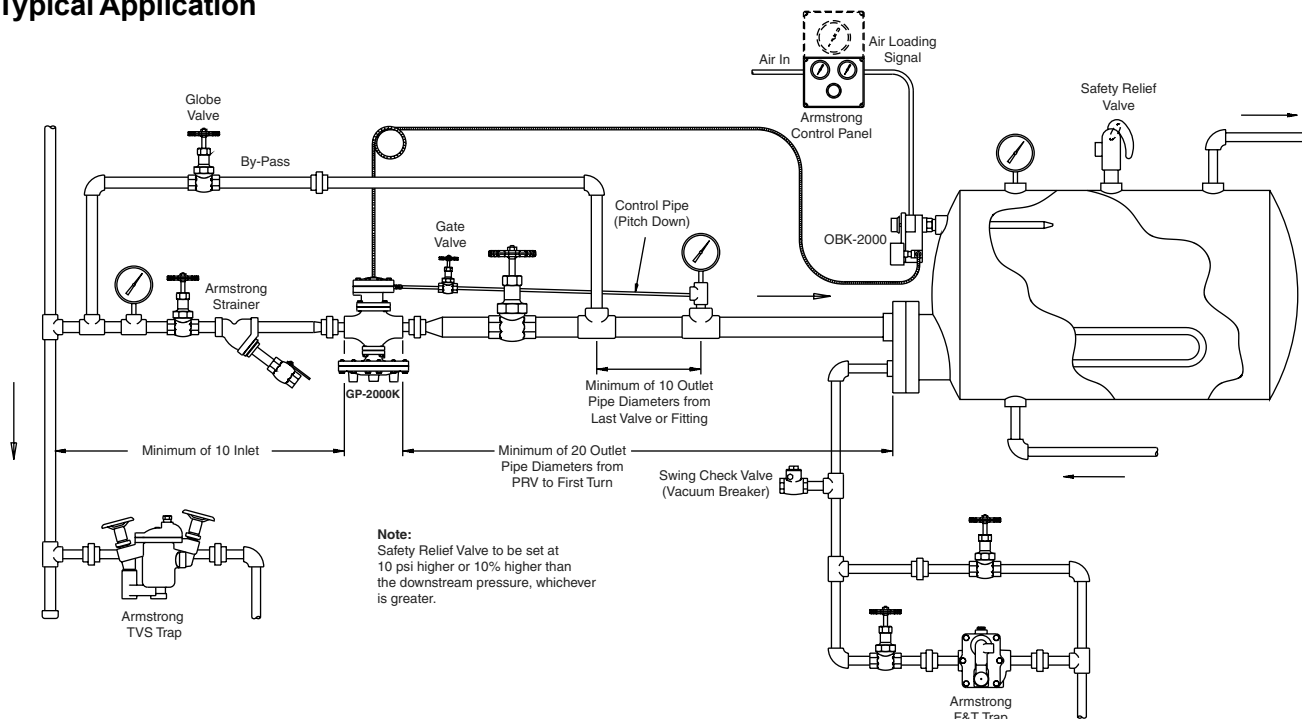 Typical Application
Air In
Air Loading
Signal
Armstrong
Control Panel
Safety Relief
Valve
Globe
Valve
By-Pass
Control Pipe
(Pitch Down)
Gate
Valve
OBK-2000
Armstrong
Strainer
GP-2000K
Minimum of 10 Outlet
Pipe Diameters from
Last Valve or Fitting
Minimum of 10 Inlet
Minimum of 20 Outlet
Pipe Diameters from
PRV to First Turn
Swing Check Valve
(Vacuum Breaker)
Note:
Safety Relief Valve to be set at
10 psi higher or 10% higher than
the downstream pressure, whichever
is greater.
Armstrong
TVS Trap
Armstrong
F&T Trap